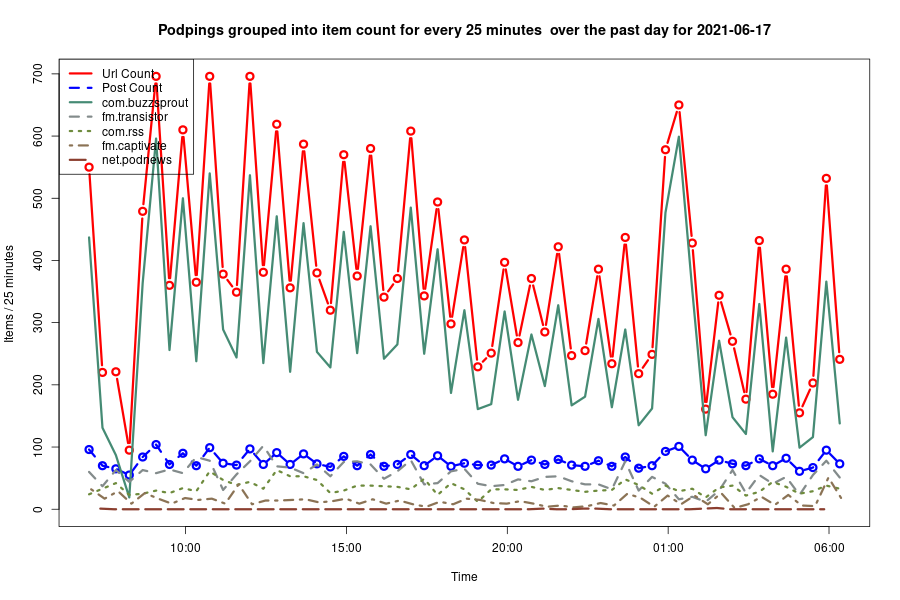 Podpings grouped into item count for every 25 minutes  over the past day for 2021-06-17
Url Count
Post Count
com.buzzsprout
fm.transistor
com.rss
fm.captivate
net.podnews
Items / 25 minutes
700
600
500
400
300
200
100
0
10:00 15:00 20:00 01:00 06:00
Time